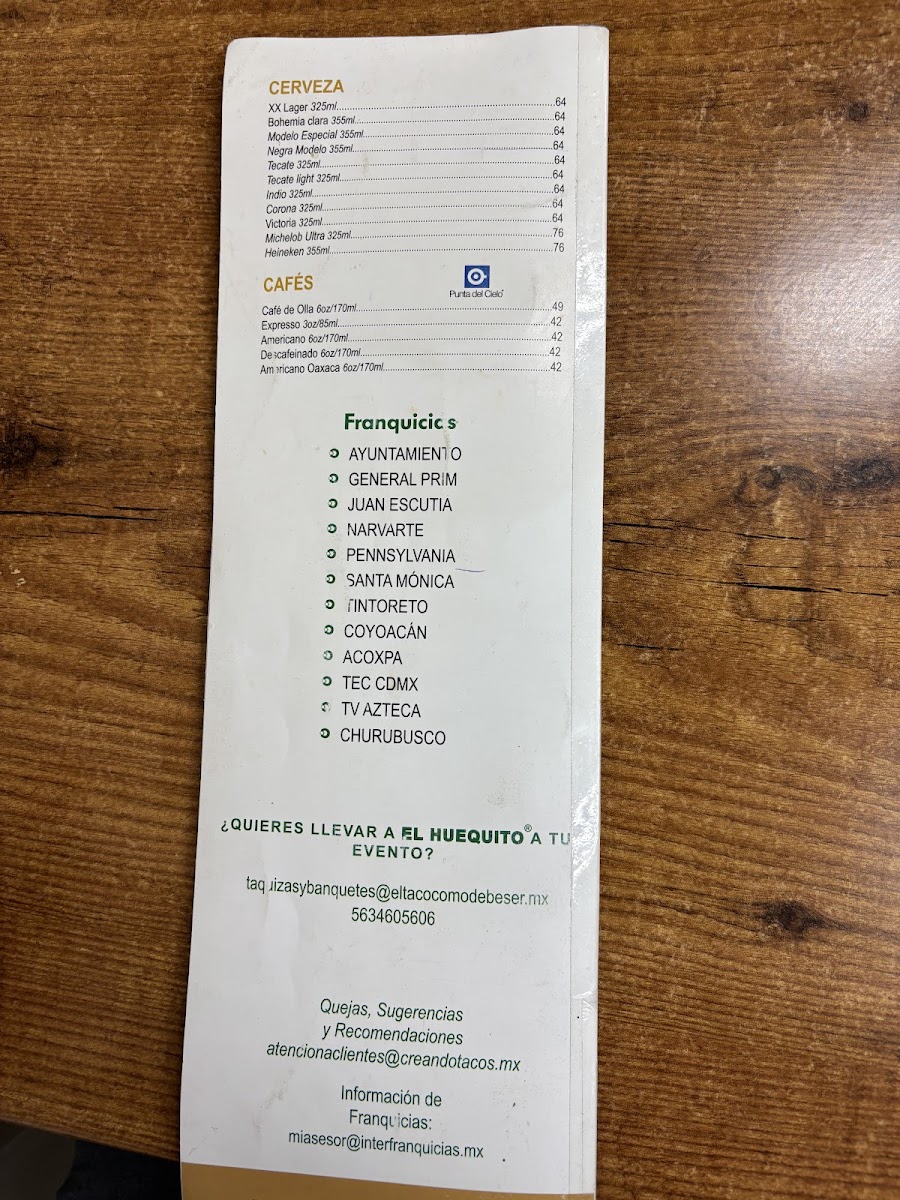 CERVEZA
XX Lager 325ml........64
Bohemia clara 355ml........64
Modelo Especial 355ml........64
Negra Modelo 355ml........64
Tecate 325ml........64
Tecate light 325ml........64
Indio 325ml........64
Corona 325ml........64
Victoria 325ml........64
Michelob Ultra 325ml........76
Heineken 355ml........76
CAFÉS
Punta del Cielo
Café de Olla 6oz/170ml........49
Expresso 3oz/85ml........42
Americano 6oz/170ml........42
Descafeinado 6oz/170ml........42
Americano Oaxaca 6oz/170ml........42
Franquicias
AYUNTAMIENTO
GENERAL PRIM
JUAN ESCUTIA
NARVARTE
PENNSYLVANIA
SANTA MÓNICA
TINTORETO
COYOACÁN
ACOXPA
TEC CDMX
TV AZTECA
CHURUBUSCO
¿QUIERES LLEVAR A EL HUEQUITO® A TU
EVENTO?
taquizasybanquetes@eltacocomodebeser.mx
5634605606
Quejas, Sugerencias
y Recomendaciones
atencionaclientes@creandotacos.mx
Información de
Franquicias:
miasesor@interfranquicias.mx